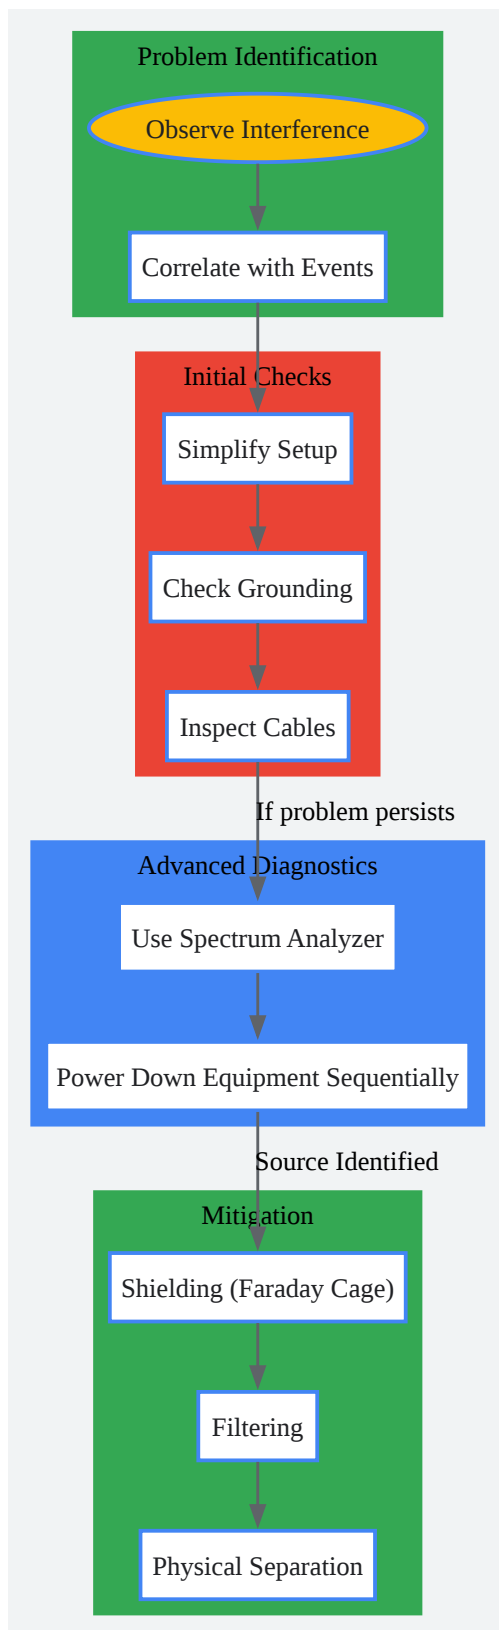 Problem Identification
Observe Interference
Correlate with Events
Initial Checks
Simplify Setup
Check Grounding
Inspect Cables
If problem persists
Advanced Diagnostics
Use Spectrum Analyzer
Power Down Equipment Sequentially
Source Identified
Mitigation
Shielding (Faraday Cage)
Filtering
Physical Separation